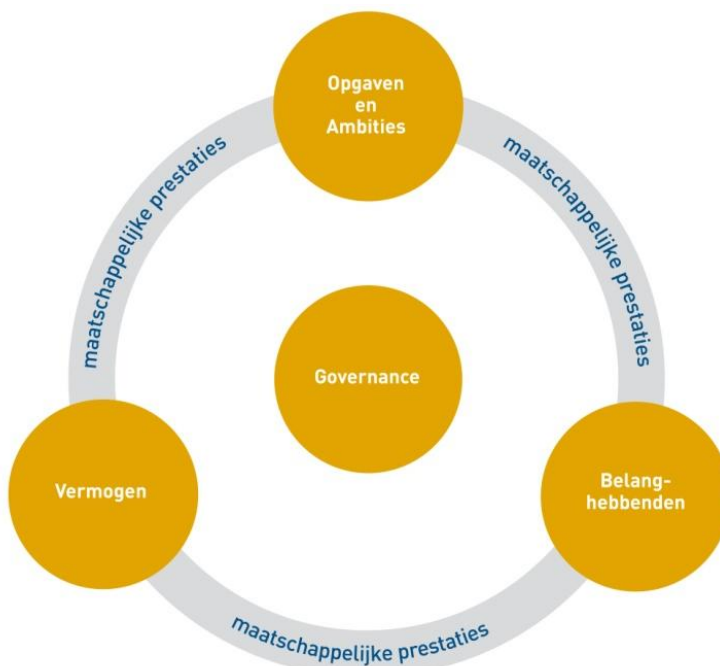 Opgaven
en
Ambities
maatschappelijke prestaties
maatschappelijke prestaties
Governance
Vermogen
Belang-
hebbenden
maatschappelijke prestaties